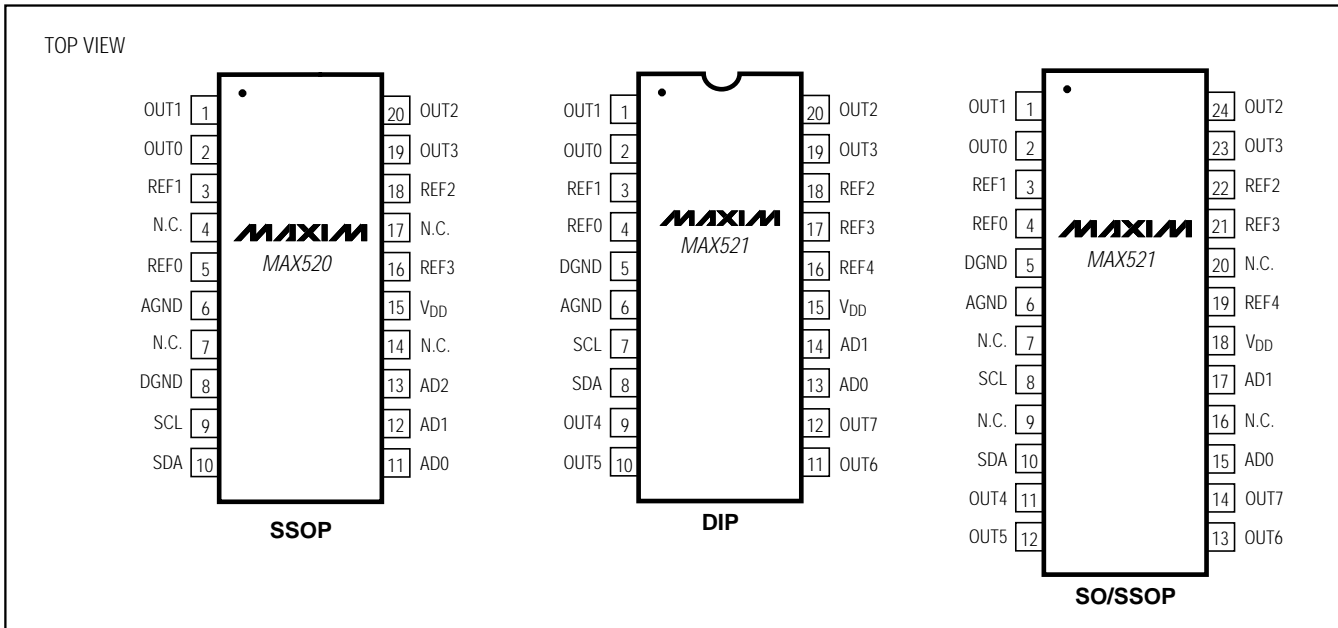 TOP VIEW
OUT1 1 20 OUT2
OUT0 2 19 OUT3
REF1 3 18 REF2
N.C. 4 17 N.C.
REF0 5 16 REF3
AGND 6 15 VDD
N.C. 7 14 N.C.
DGND 8 13 AD2
SCL 9 12 AD1
SDA 10 11 AD0
MAXIM
MAX520
SSOP
OUT1 1 20 OUT2
OUT0 2 19 OUT3
REF1 3 18 REF2
REF0 4 17 REF3
DGND 5 16 REF4
AGND 6 15 VDD
SCL 7 14 AD1
SDA 8 13 AD0
OUT4 9 12 OUT7
OUT5 10 11 OUT6
MAXIM
MAX521
DIP
OUT1 1 24 OUT2
OUT0 2 23 OUT3
REF1 3 22 REF2
REF0 4 21 REF3
DGND 5 20 N.C.
AGND 6 19 REF4
N.C. 7 18 VDD
SCL 8 17 AD1
N.C. 9 16 N.C.
SDA 10 15 AD0
OUT4 11 14 OUT7
OUT5 12 13 OUT6
MAXIM
MAX521
SO/SSOP